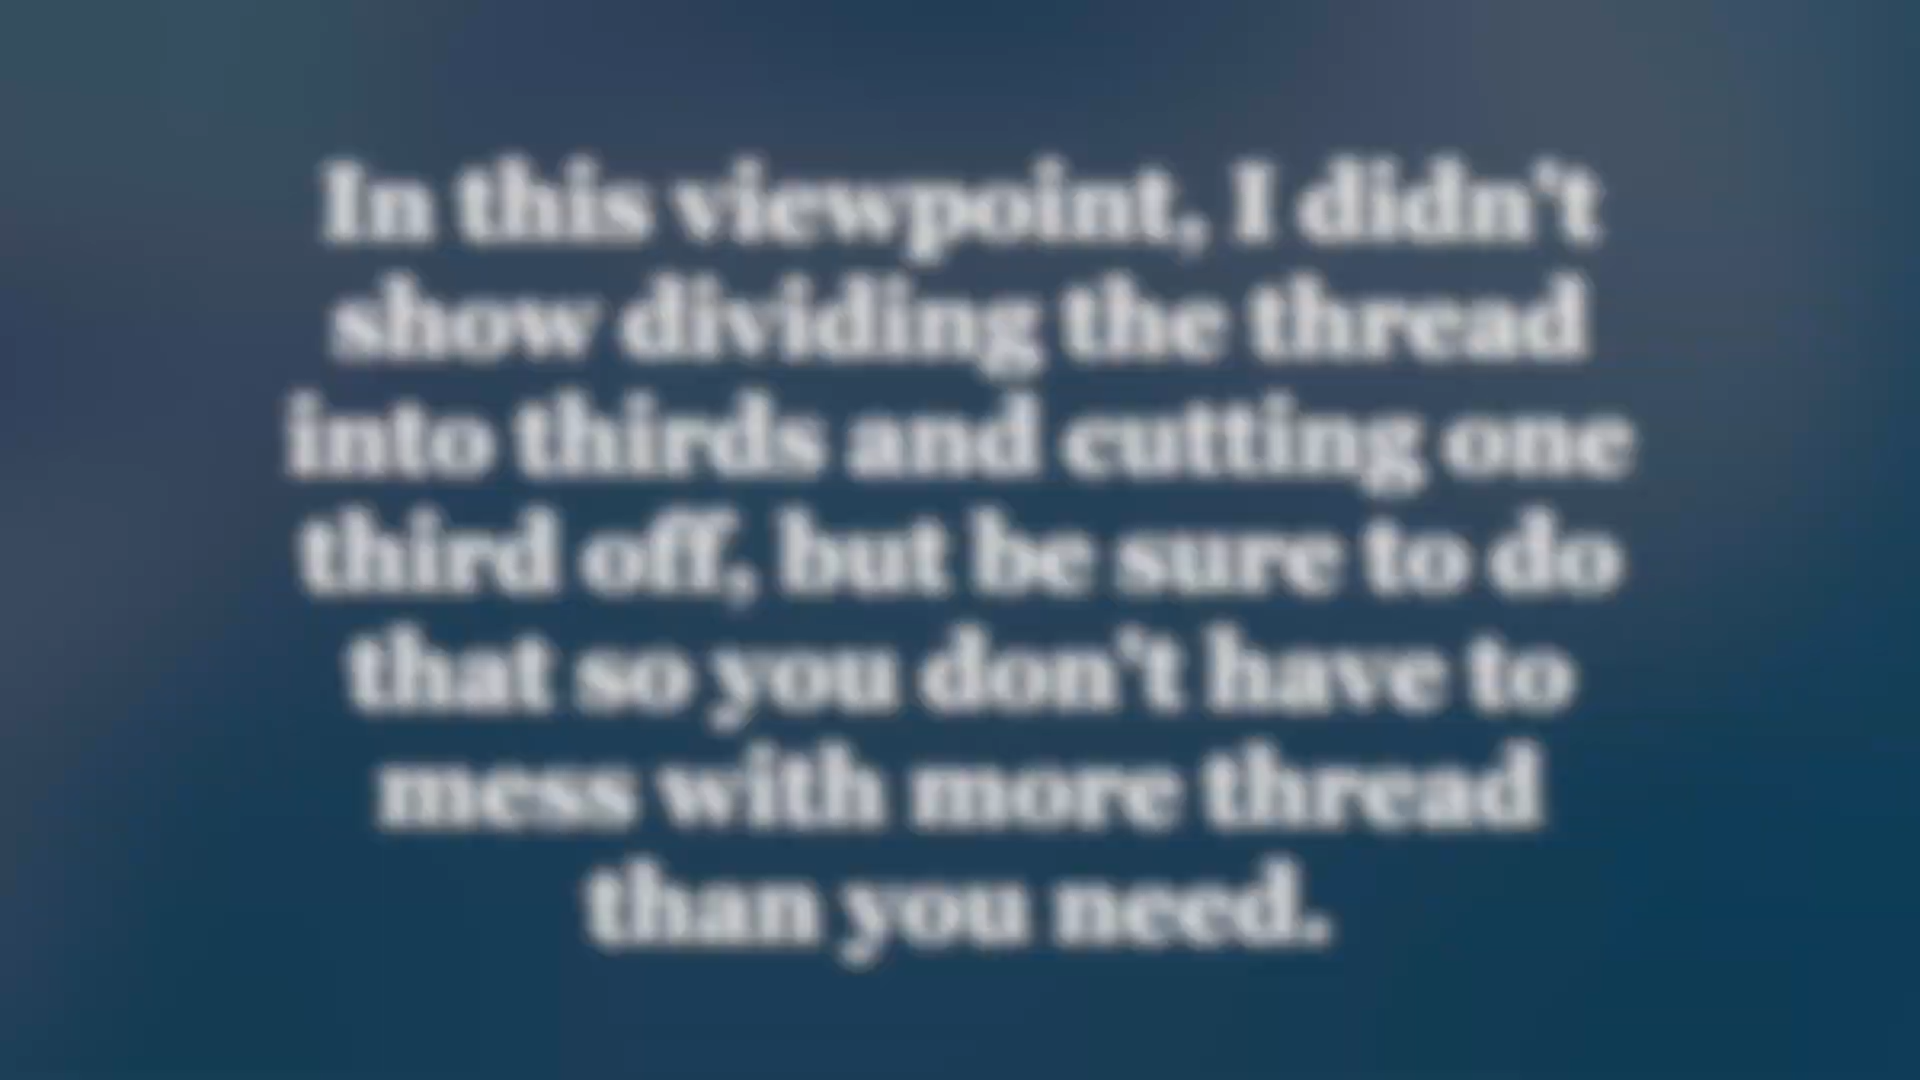 In this viewpoint, I didn't
show dividing the thread
into thirds and cutting one
third off, but be sure to do
that so you don't have to
mess with more thread
than you need.